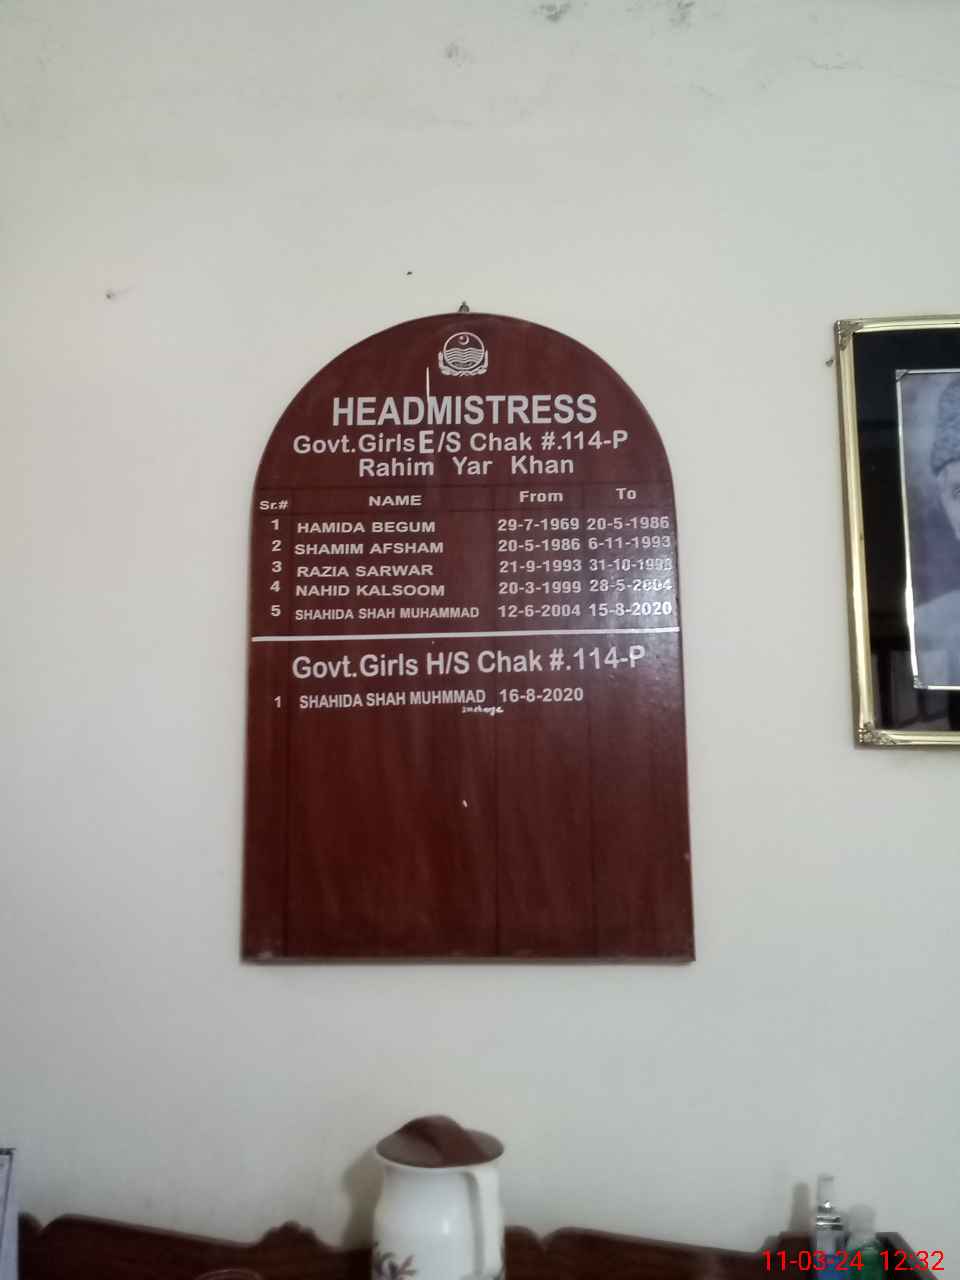 HEADMISTRESS
Govt.Girls E/S Chak #.114-P
Rahim Yar Khan
Sr.# NAME From To
1 HAMIDA BEGUM 29-7-1969 20-5-1986
2 SHAMIM AFSHAM 20-5-1986 6-11-1993
3 RAZIA SARWAR 21-9-1993 31-10-1993
4 NAHID KALSOOM 20-3-1999 28-5-2004
5 SHAHIDA SHAH MUHAMMAD 12-6-2004 15-8-2020
Govt.Girls H/S Chak #.114-P
1 SHAHIDA SHAH MUHMMAD 16-8-2020
11-03-24 12:32